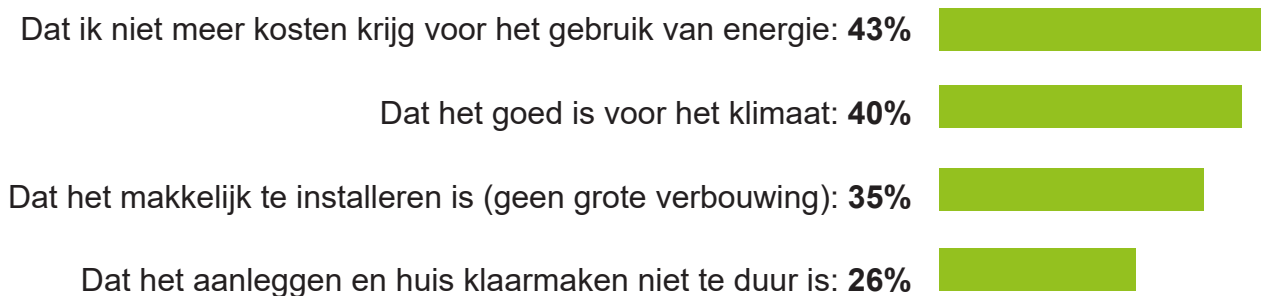 Dat ik niet meer kosten krijg voor het gebruik van energie: 43%
Dat het goed is voor het klimaat: 40%
Dat het makkelijk te installeren is (geen grote verbouwing): 35%
Dat het aanleggen en huis klaarmaken niet te duur is: 26%